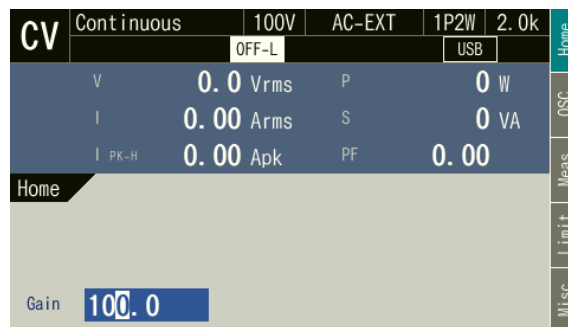 CV Continuous 100V AC-EXT 1P2W 2.0k
OFF-L USB
V 0.0 Vrms P 0 W
I 0.00 Arms S 0 VA
I PK-H 0.00 Apk PF 0.00
Home
Gain 100.0
Home
OSC
Meas
Limit
Misc